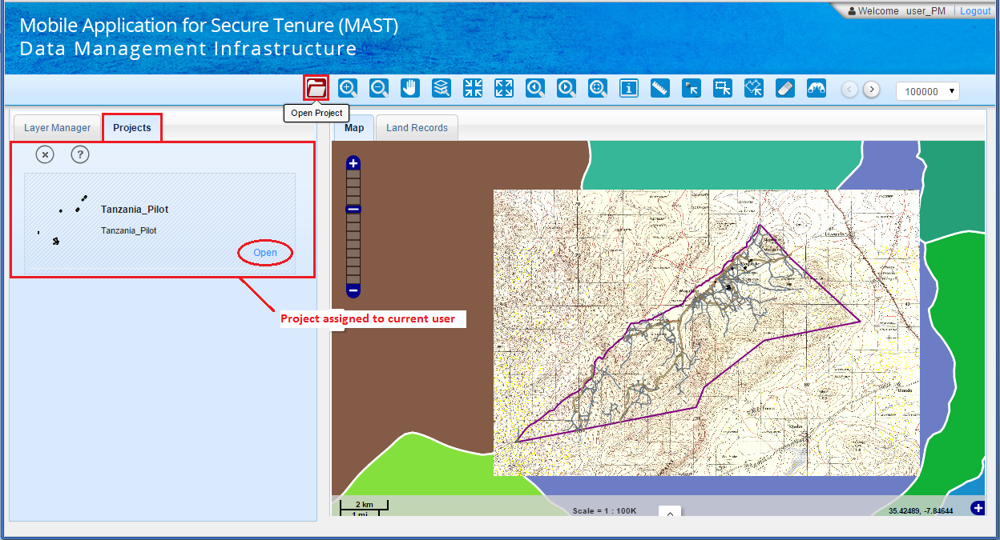 Welcome user_PM Logout
Mobile Application for Secure Tenure (MAST)
Data Management Infrastructure
100000
Open Project
Layer Manager Projects
Map Land Records
Tanzania_Pilot
Tanzania_Pilot
Open
Project assigned to current user
2 km
1 mi
Scale = 1 : 100K
35.42489, -7.84644